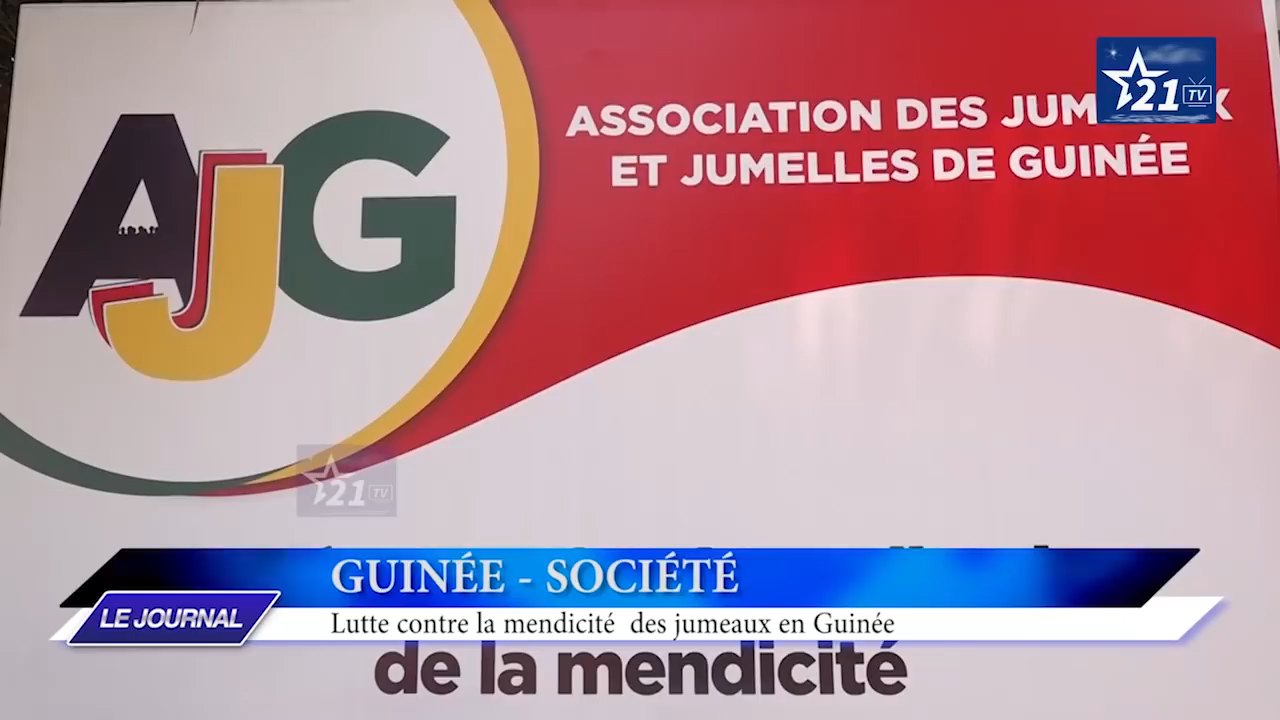 AJG
ASSOCIATION DES
ET JUMELLES DE GUINÉE
21 TV
21 TV
GUINÉE - SOCIÉTÉ
LE JOURNAL
Lutte contre la mendicité des jumeaux en Guinée
de la mendicité